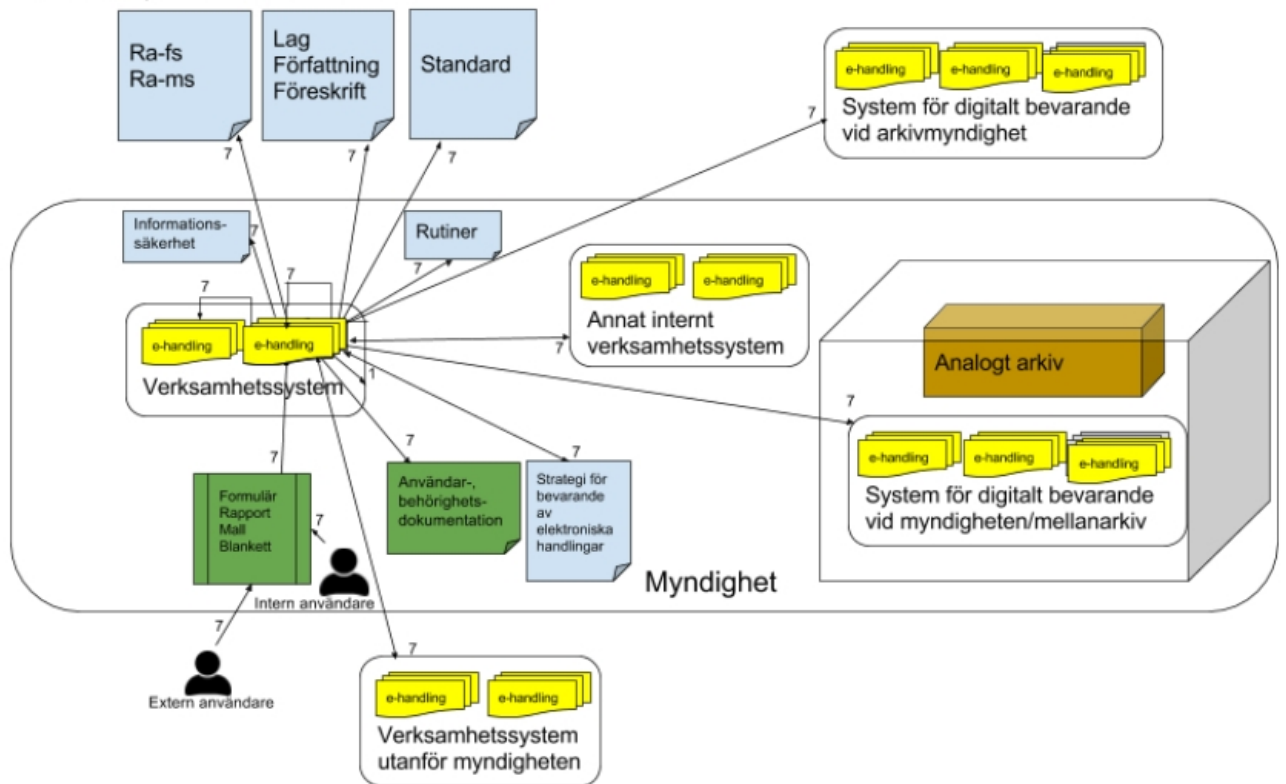 Ra-fs
Ra-ms
Lag
Författning
Föreskrift
Standard
e-handling
e-handling
e-handling
System för digitalt bevarande
vid arkivmyndighet
7
7
7
7
Informations-
säkerhet
7
Rutiner
7
7
7
e-handling
e-handling
Verksamhetssystem
e-handling
e-handling
Annat internt
verksamhetssystem
7
1
Analogt arkiv
7
e-handling
e-handling
e-handling
System för digitalt bevarande
vid myndigheten/mellanarkiv
7
7
7
Formulär
Rapport
Mall
Blankett
7
Användar-,
behörighets-
dokumentation
Strategi för
bevarande
av
elektroniska
handlingar
Myndighet
Intern användare
7
Extern användare
7
e-handling
e-handling
Verksamhetssystem
utanför myndigheten